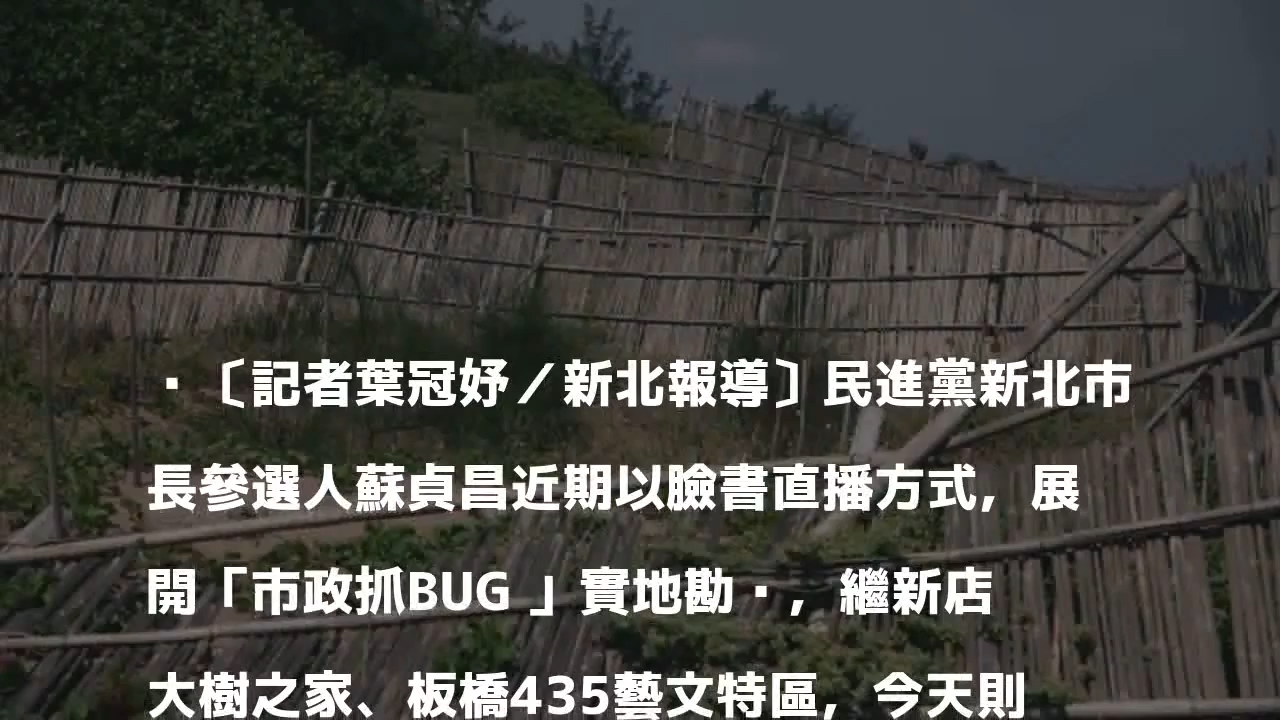 ▪〔記者葉冠妤／新北報導〕民進黨新北市
長參選人蘇貞昌近期以臉書直播方式，展
開「市政抓BUG 」實地勘▪，繼新店
大樹之家、板橋435藝文特區，今天則